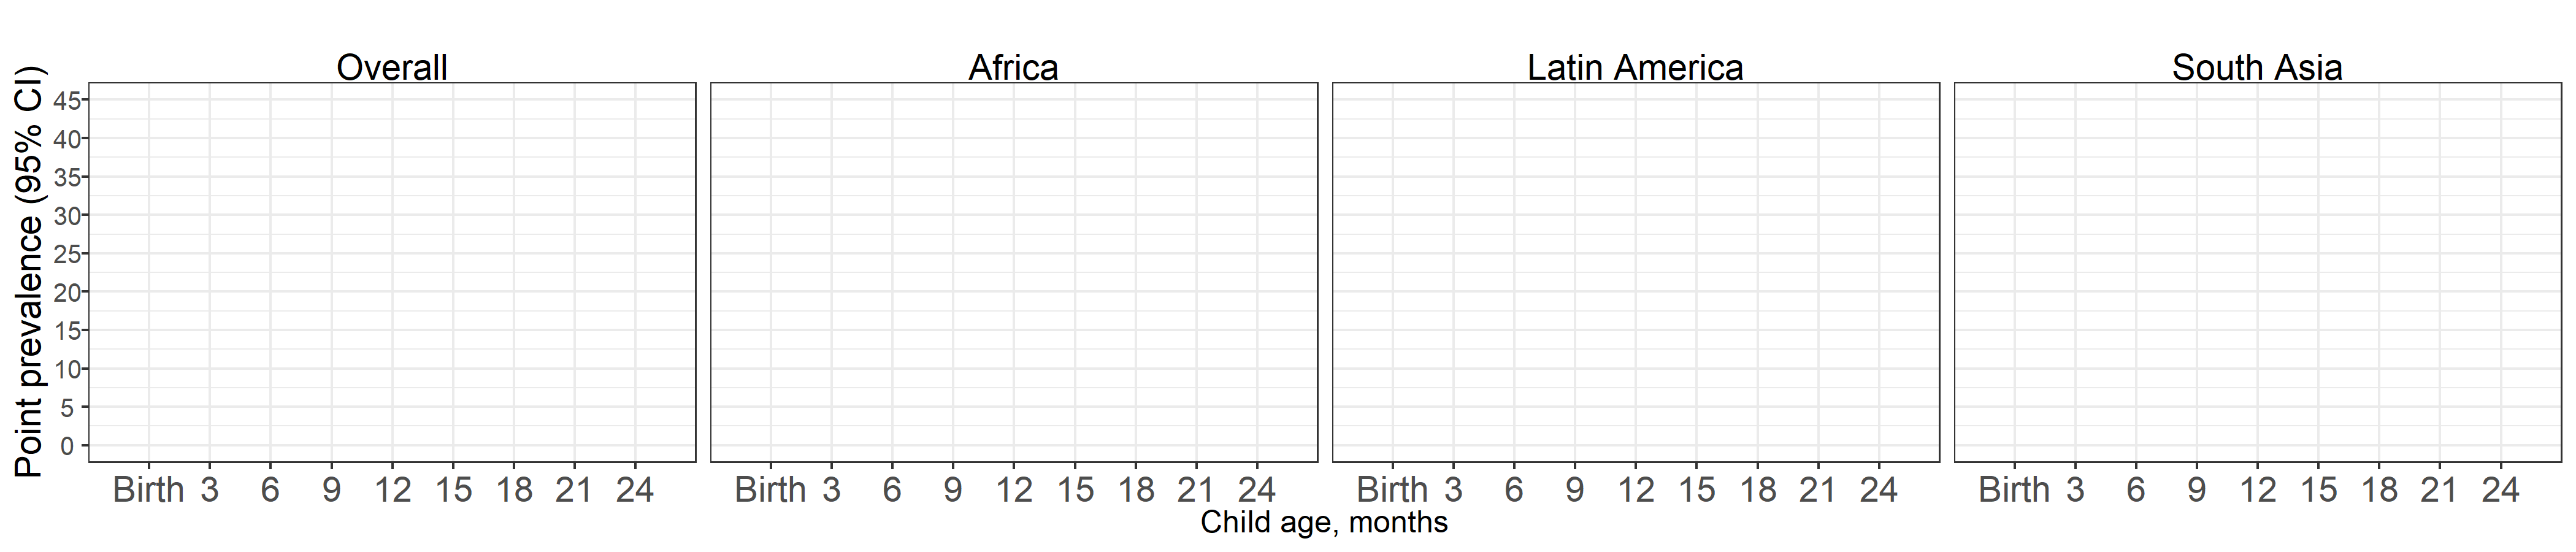 Overall Africa Latin America South Asia
Point prevalence (95% CI)
45
40
35
30
25
20
15
10
5
0
Birth 3 6 9 12 15 18 21 24 Birth 3 6 9 12 15 18 21 24 Birth 3 6 9 12 15 18 21 24 Birth 3 6 9 12 15 18 21 24
Child age, months